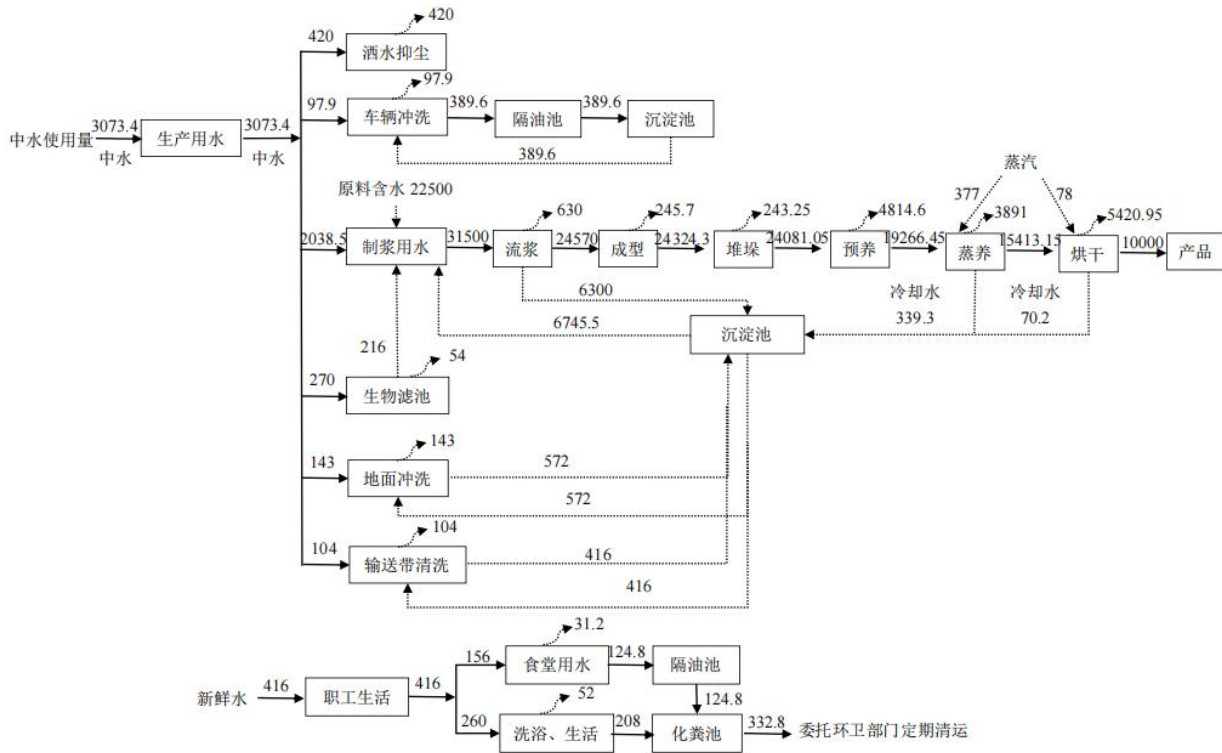 420
420
洒水抑尘
97.9
97.9
车辆冲洗
389.6
隔油池
389.6
沉淀池
389.6
中水使用量
3073.4
中水
生产用水
3073.4
中水
原料含水 22500
蒸汽
377
78
2038.5
制浆用水
31500
630
流浆
24570
245.7
成型
24324.3
243.25
堆垛
24081.05
4814.6
预养
19266.45
3891
蒸养
15413.15
5420.95
烘干
10000
产品
6300
冷却水
339.3
冷却水
70.2
6745.5
沉淀池
216
54
270
生物滤池
143
143
地面冲洗
572
572
104
104
输送带清洗
416
416
新鲜水
416
职工生活
416
31.2
156
食堂用水
124.8
隔油池
124.8
52
260
洗浴、生活
208
化粪池
332.8
委托环卫部门定期清运